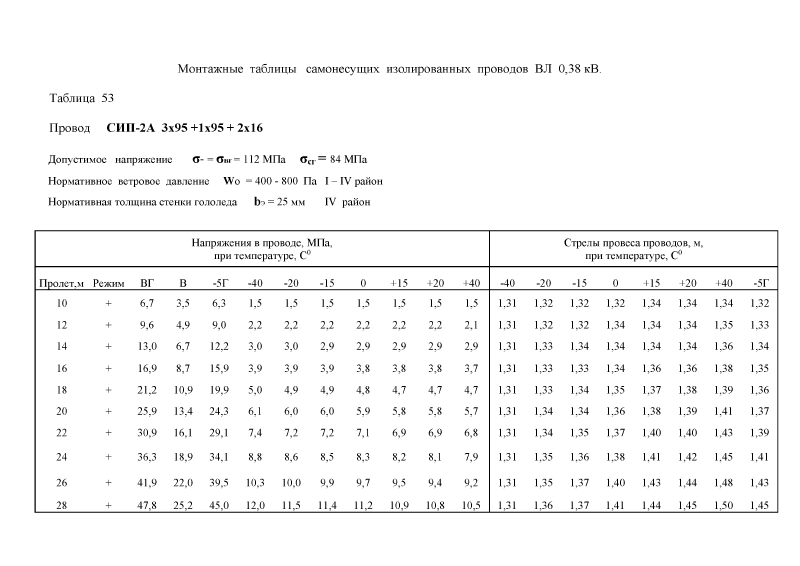 Монтажные таблицы самонесущих изолированных проводов ВЛ 0,38 кВ.
Таблица 53
Провод СИП-2А 3х95 +1х95 + 2х16
Допустимое напряжение σ- = σвг = 112 МПа σсг = 84 МПа
Нормативное ветровое давление Wo = 400 - 800 Па I – IV район
Нормативная толщина стенки гололеда bэ = 25 мм IV район
Напряжения в проводе, МПа, Стрелы провеса проводов, м,
при температуре, С⁰ при температуре, С⁰
Пролет,м Режим ВГ В -5Г -40 -20 -15 0 +15 +20 +40 -40 -20 -15 0 +15 +20 +40 -5Г
10 + 6,7 3,5 6,3 1,5 1,5 1,5 1,5 1,5 1,5 1,5 1,31 1,32 1,32 1,32 1,34 1,34 1,34 1,32
12 + 9,6 4,9 9,0 2,2 2,2 2,2 2,2 2,2 2,2 2,1 1,31 1,32 1,32 1,34 1,34 1,34 1,35 1,33
14 + 13,0 6,7 12,2 3,0 3,0 2,9 2,9 2,9 2,9 2,9 1,31 1,33 1,34 1,34 1,34 1,34 1,36 1,34
16 + 16,9 8,7 15,9 3,9 3,9 3,9 3,8 3,8 3,8 3,7 1,31 1,33 1,33 1,34 1,36 1,36 1,38 1,35
18 + 21,2 10,9 19,9 5,0 4,9 4,9 4,8 4,7 4,7 4,7 1,31 1,33 1,34 1,35 1,37 1,38 1,39 1,36
20 + 25,9 13,4 24,3 6,1 6,0 6,0 5,9 5,8 5,8 5,7 1,31 1,34 1,34 1,36 1,38 1,39 1,41 1,37
22 + 30,9 16,1 29,1 7,4 7,2 7,2 7,1 6,9 6,9 6,8 1,31 1,34 1,35 1,37 1,40 1,40 1,43 1,39
24 + 36,3 18,9 34,1 8,8 8,6 8,5 8,3 8,2 8,1 7,9 1,31 1,35 1,36 1,38 1,41 1,42 1,45 1,41
26 + 41,9 22,0 39,5 10,3 10,0 9,9 9,7 9,5 9,4 9,2 1,31 1,35 1,37 1,40 1,43 1,44 1,48 1,43
28 + 47,8 25,2 45,0 12,0 11,5 11,4 11,2 10,9 10,8 10,5 1,31 1,36 1,37 1,41 1,44 1,45 1,50 1,45